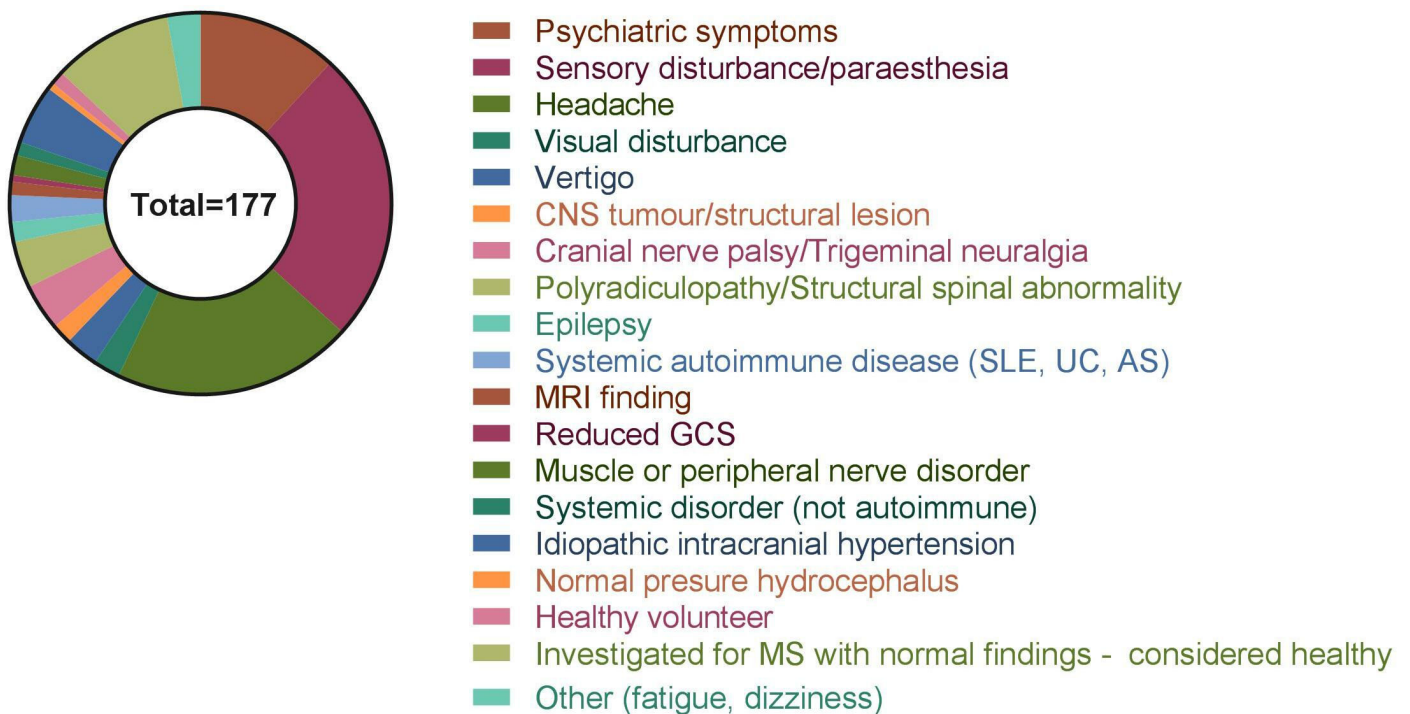 Total=177
Psychiatric symptoms
Sensory disturbance/paraesthesia
Headache
Visual disturbance
Vertigo
CNS tumour/structural lesion
Cranial nerve palsy/Trigeminal neuralgia
Polyradiculopathy/Structural spinal abnormality
Epilepsy
Systemic autoimmune disease (SLE, UC, AS)
MRI finding
Reduced GCS
Muscle or peripheral nerve disorder
Systemic disorder (not autoimmune)
Idiopathic intracranial hypertension
Normal presure hydrocephalus
Healthy volunteer
Investigated for MS with normal findings - considered healthy
Other (fatigue, dizziness)